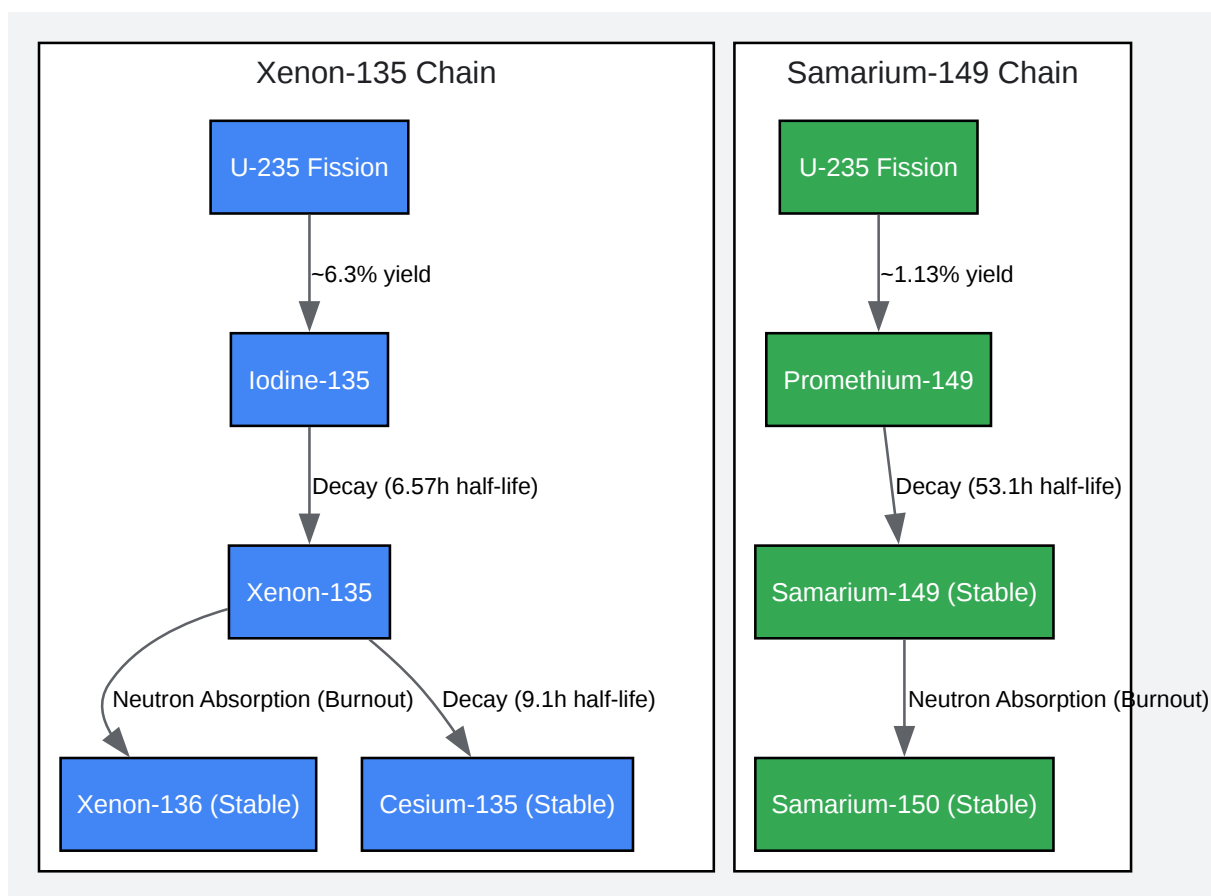 Xenon-135 Chain
U-235 Fission
~6.3% yield
Iodine-135
Decay (6.57h half-life)
Xenon-135
Neutron Absorption (Burnout)
Decay (9.1h half-life)
Xenon-136 (Stable)
Cesium-135 (Stable)
Samarium-149 Chain
U-235 Fission
~1.13% yield
Promethium-149
Decay (53.1h half-life)
Samarium-149 (Stable)
Neutron Absorption (Burnout)
Samarium-150 (Stable)